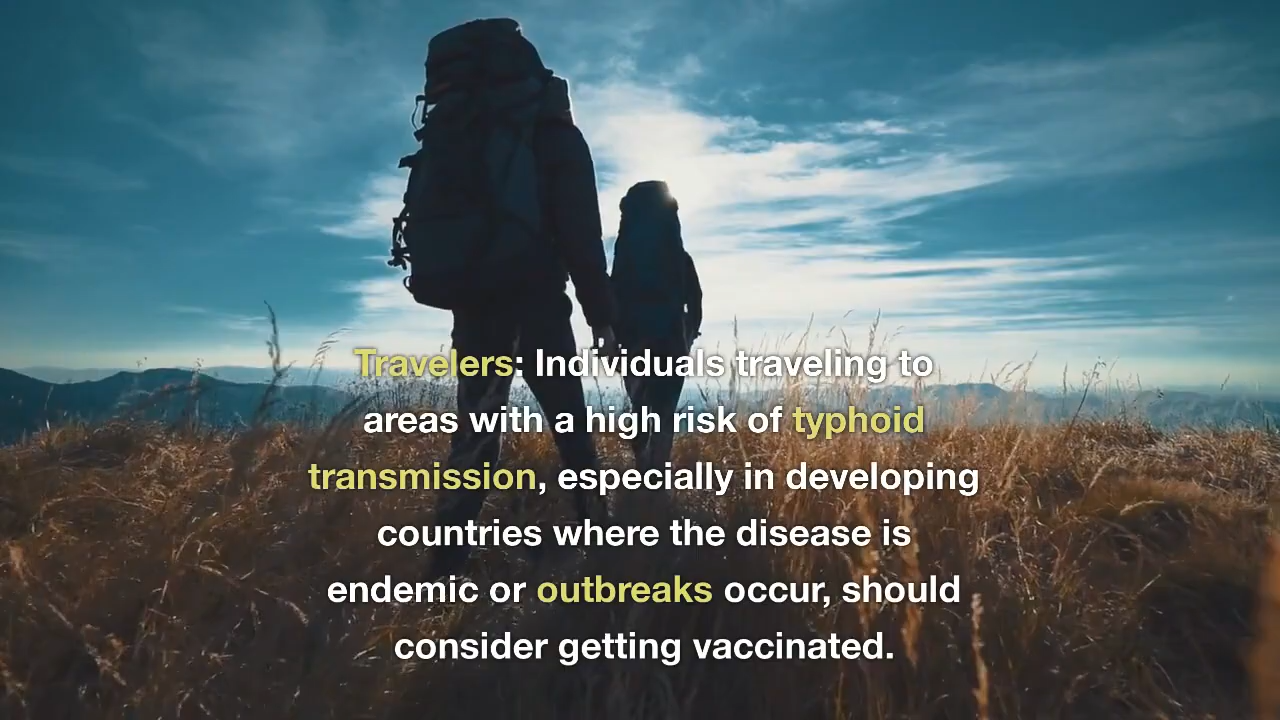 Travelers: Individuals traveling to
areas with a high risk of typhoid
transmission, especially in developing
countries where the disease is
endemic or outbreaks occur, should
consider getting vaccinated.